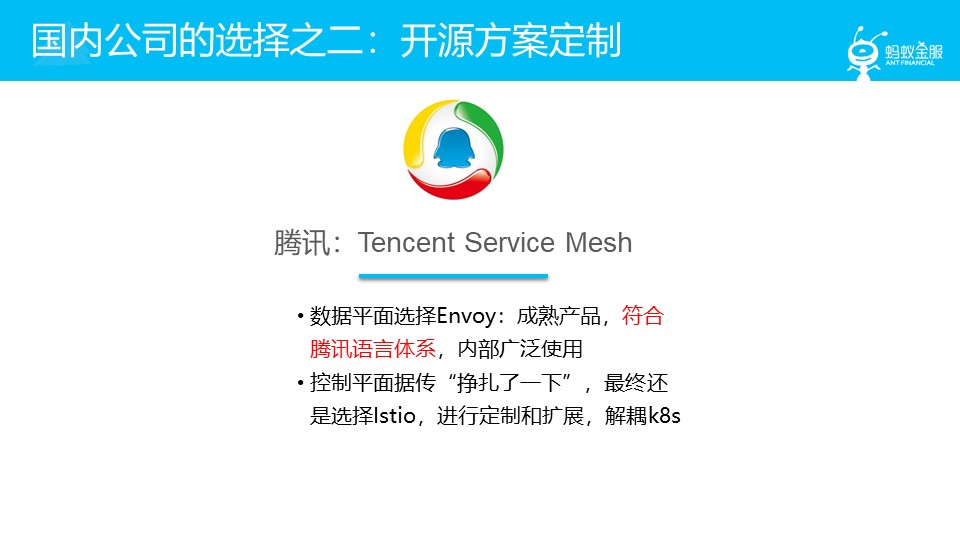 国内公司的选择之二：开源方案定制
蚂蚁金服
ANT FINANCIAL
腾讯：Tencent Service Mesh
• 数据平面选择Envoy：成熟产品，符合
腾讯语言体系，内部广泛使用
• 控制平面据传“挣扎了一下”，最终还
是选择Istio，进行定制和扩展，解耦k8s